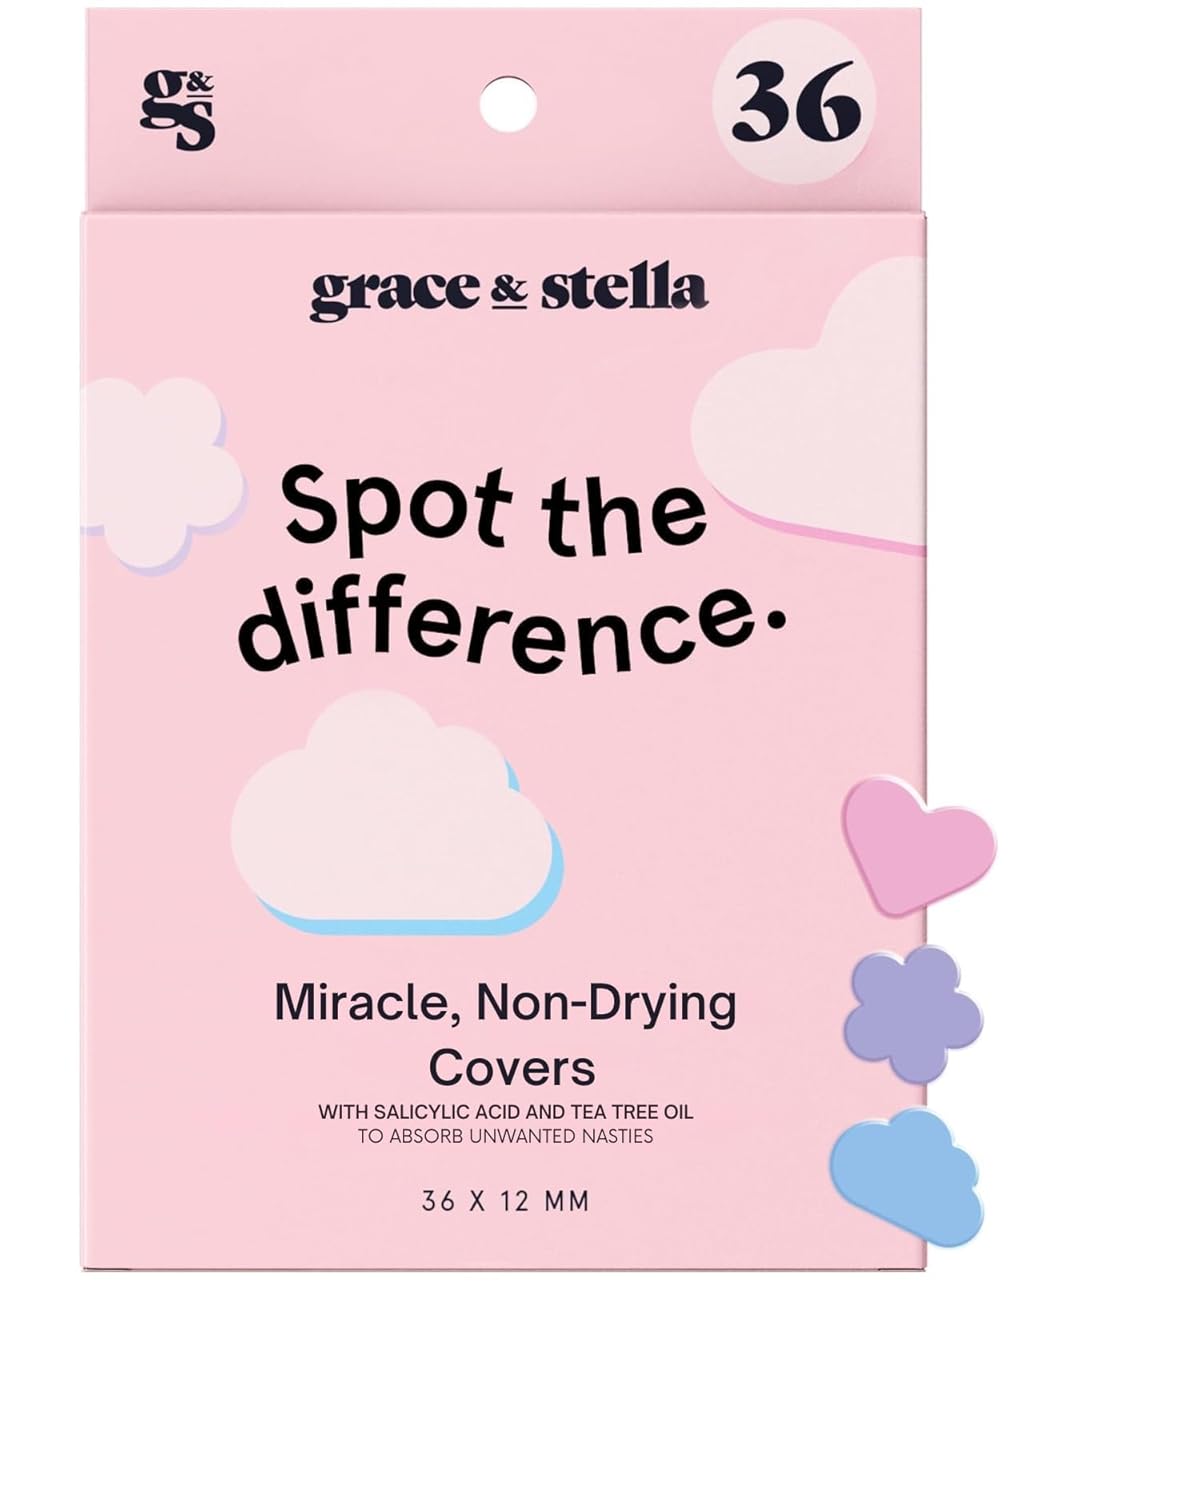 g&s
36
grace & stella
Spot the
difference.
Miracle, Non-Drying
Covers
WITH SALICYLIC ACID AND TEA TREE OIL
TO ABSORB UNWANTED NASTIES
36 X 12 MM